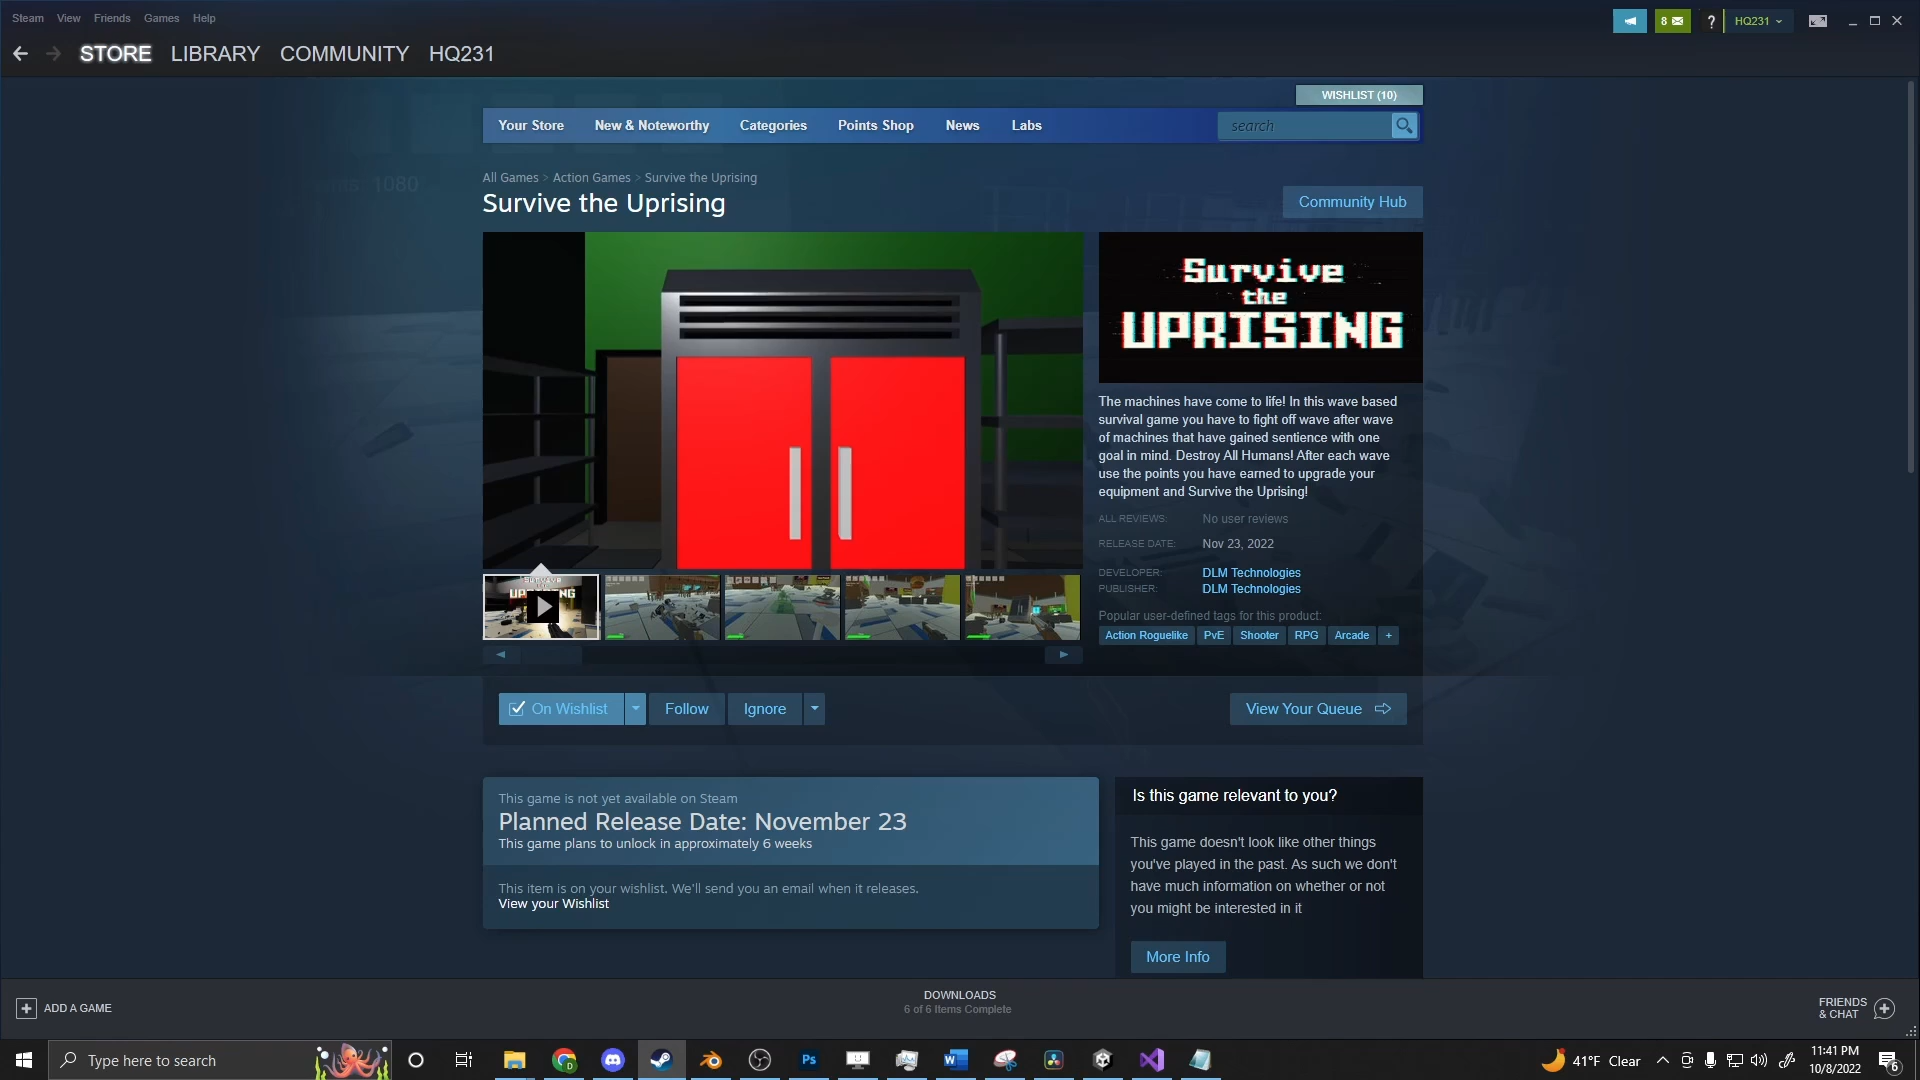 Steam View Friends Games Help
8 ? HQ231
STORE LIBRARY COMMUNITY HQ231
WISHLIST (10)
Your Store New & Noteworthy Categories Points Shop News Labs search
All Games > Action Games > Survive the Uprising
Survive the Uprising
Community Hub
Survive
the
UPRISING
The machines have come to life! In this wave based
survival game you have to fight off wave after wave
of machines that have gained sentience with one
goal in mind. Destroy All Humans! After each wave
use the points you have earned to upgrade your
equipment and Survive the Uprising!
ALL REVIEWS: No user reviews
RELEASE DATE: Nov 23, 2022
DEVELOPER: DLM Technologies
PUBLISHER: DLM Technologies
Popular user-defined tags for this product:
Action Roguelike PvE Shooter RPG Arcade +
On Wishlist Follow Ignore View Your Queue
This game is not yet available on Steam
Planned Release Date: November 23
This game plans to unlock in approximately 6 weeks
This item is on your wishlist. We'll send you an email when it releases.
View your Wishlist
Is this game relevant to you?
This game doesn't look like other things
you've played in the past. As such we don't
have much information on whether or not
you might be interested in it
More Info
ADD A GAME
DOWNLOADS
6 of 6 Items Complete
FRIENDS
& CHAT
Type here to search
41°F Clear
11:41 PM
10/8/2022
6